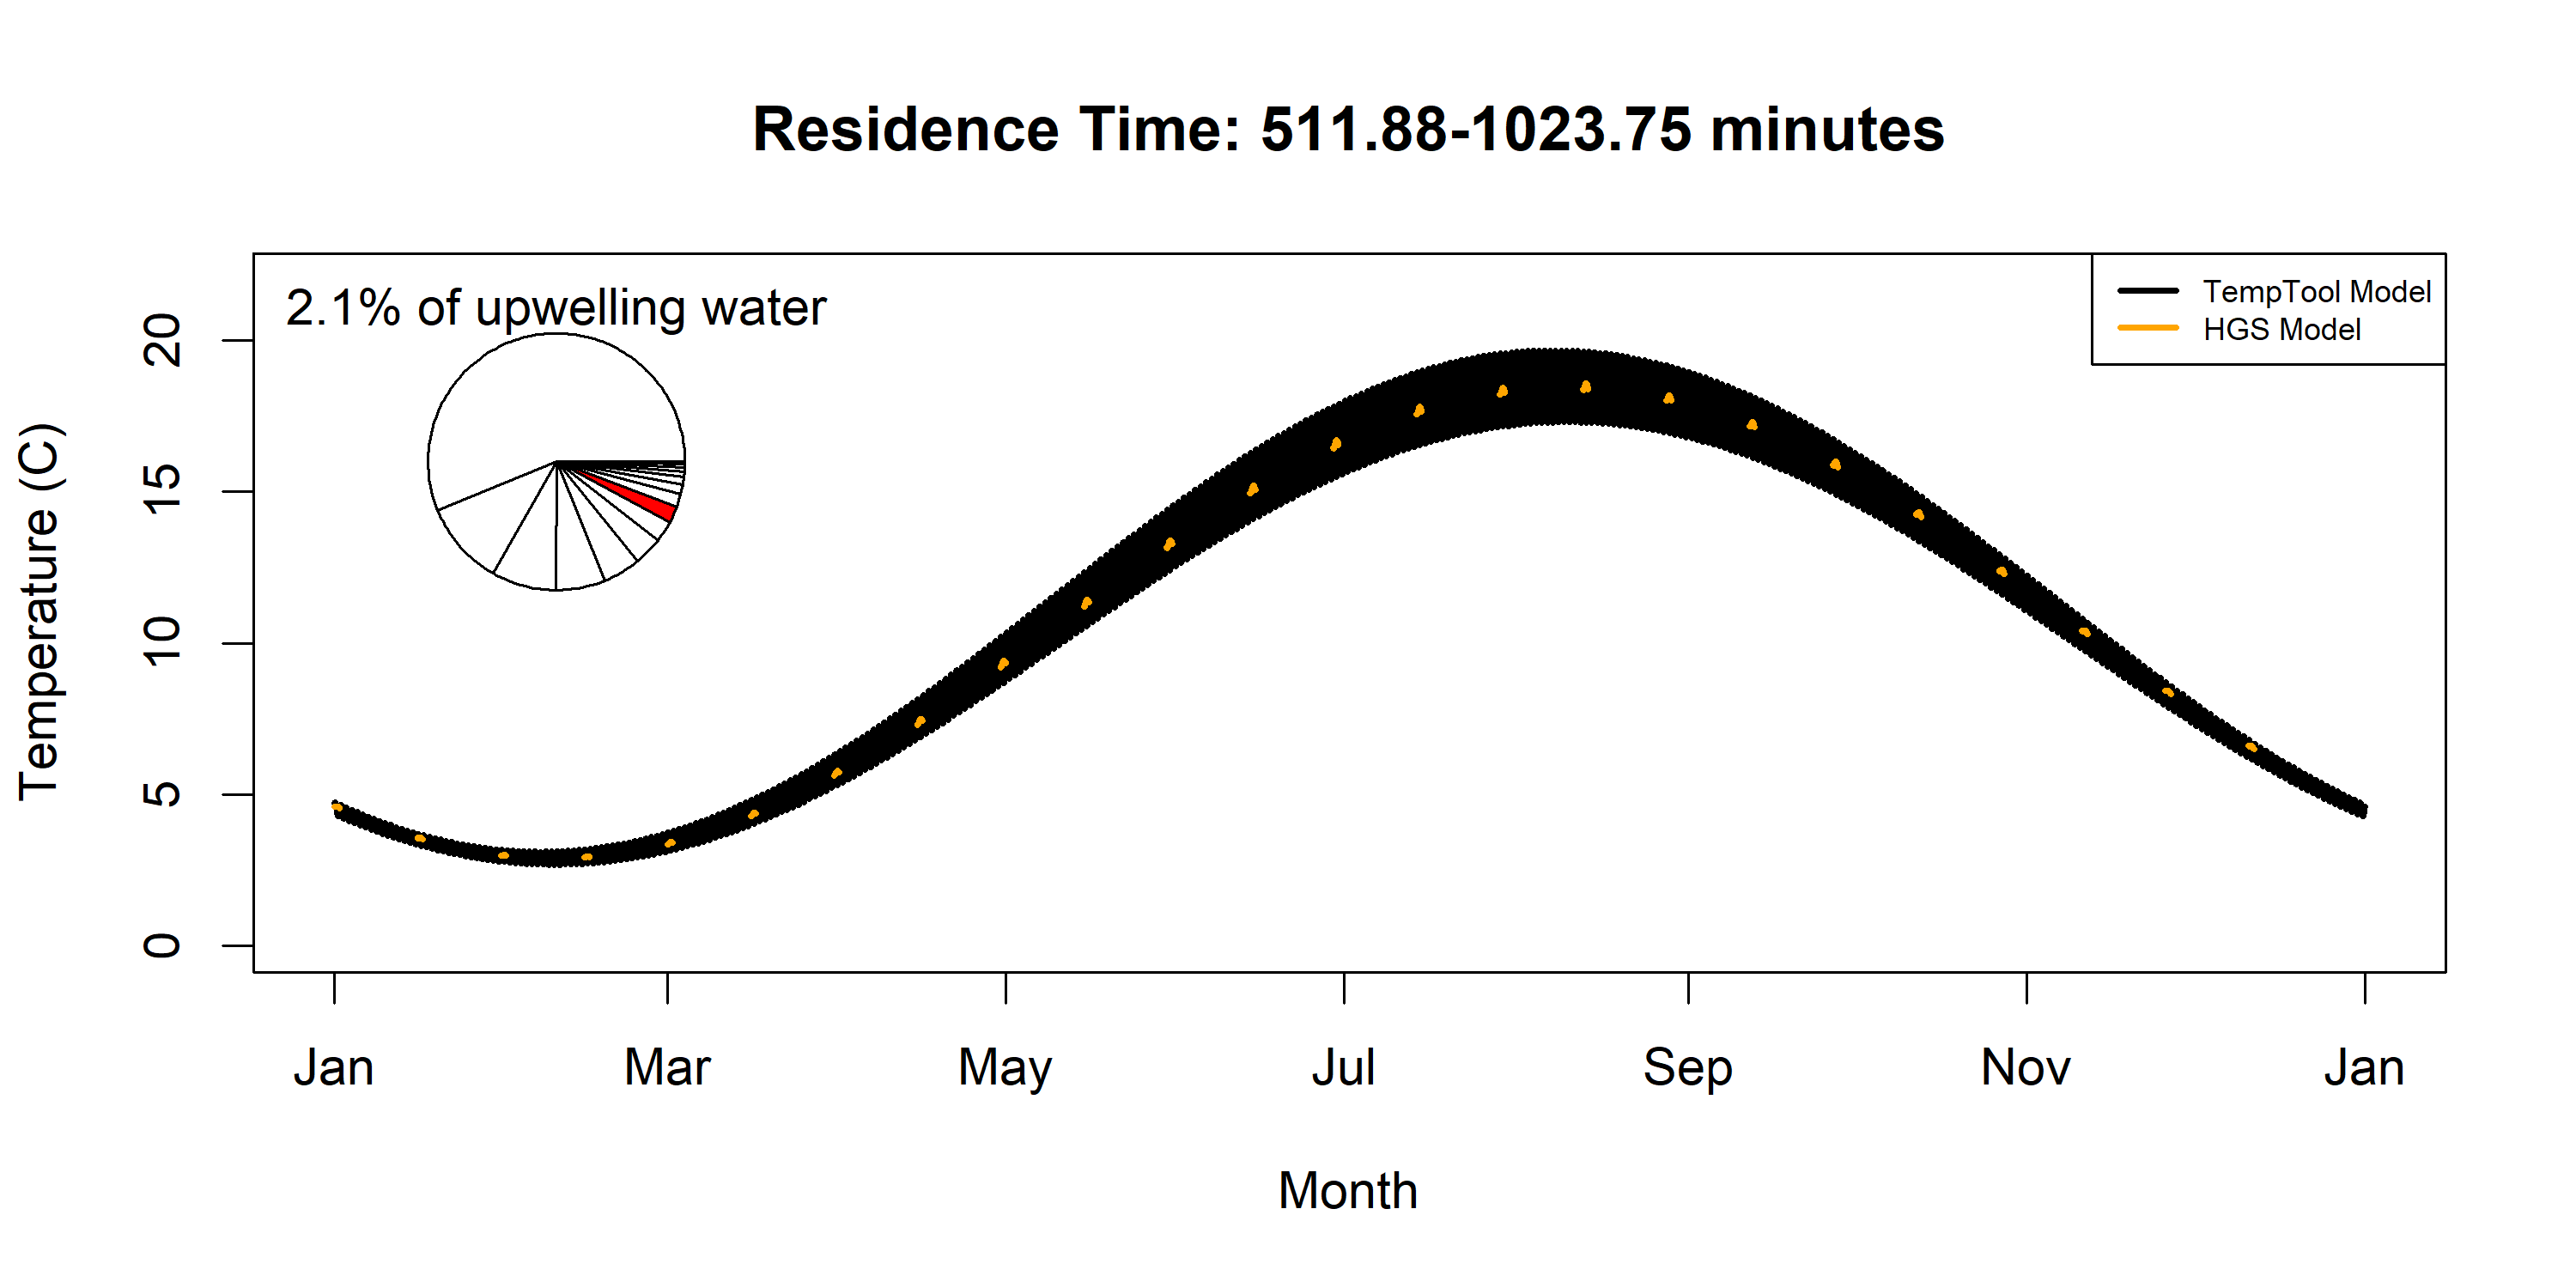 Residence Time: 511.88-1023.75 minutes
2.1% of upwelling water
TempTool Model
HGS Model
Temperature (C)
20
15
10
5
0
Jan Mar May Jul Sep Nov Jan
Month